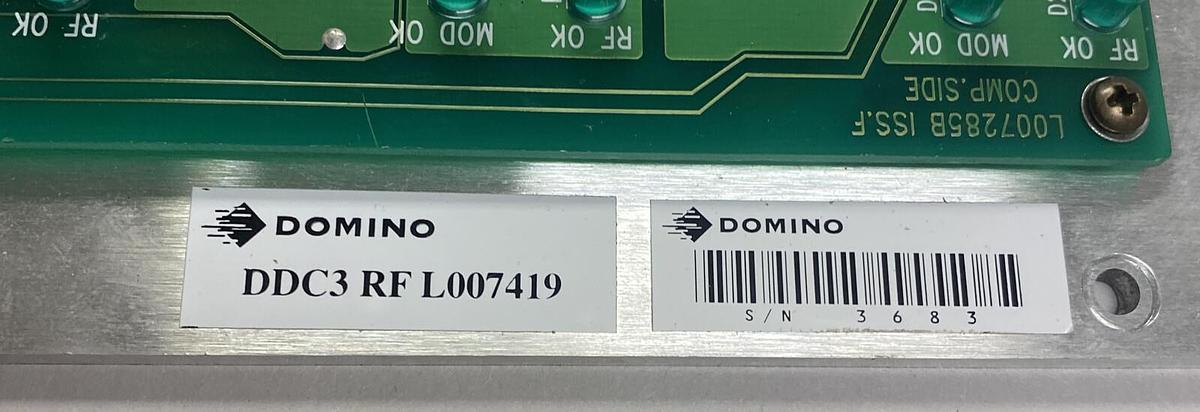 RF OK
MOD OK
RF OK
MOD OK
RF OK
COMP.SIDE
L007285B ISS.F
DOMINO
DDC3 RF L007419
DOMINO
S/N 3683